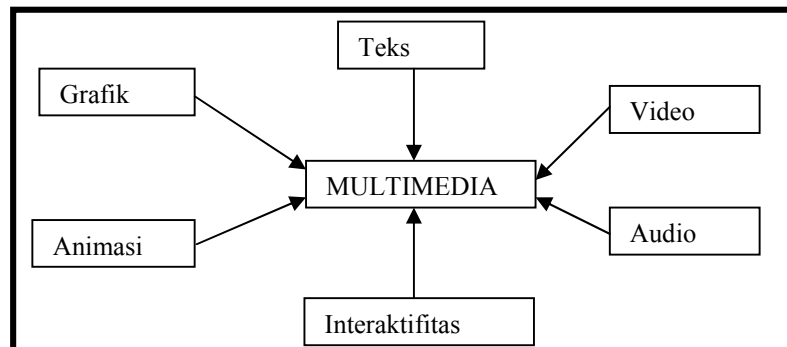 Teks
Grafik
Video
MULTIMEDIA
Animasi
Audio
Interaktifitas